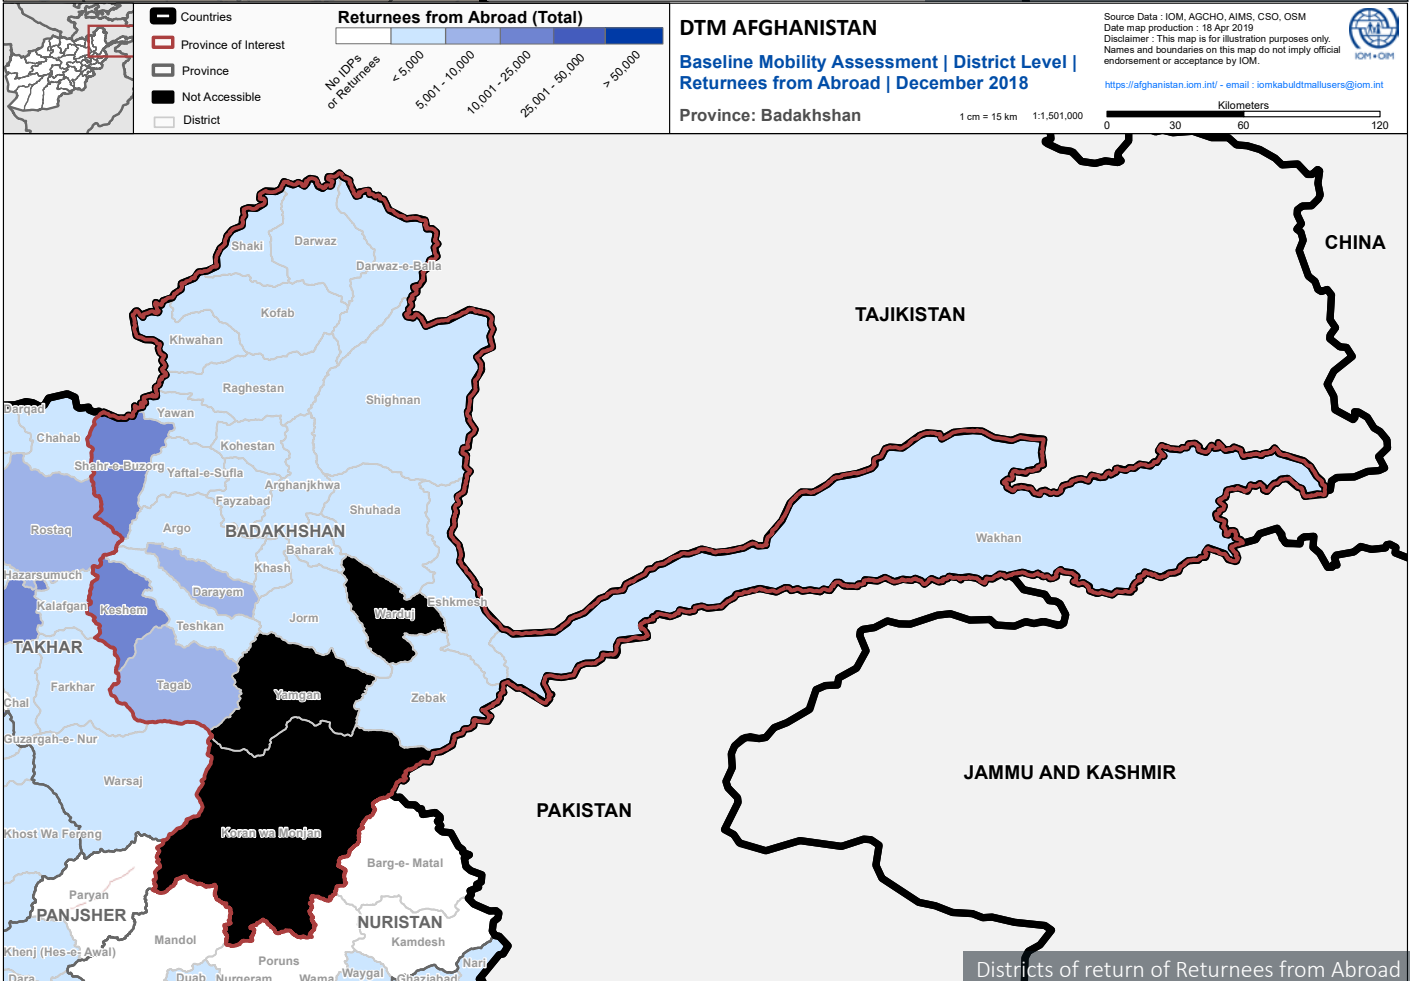 Countries
Province of Interest
Province
Not Accessible
District
Returnees from Abroad (Total)
No IDPs
or Returnees
< 5,000
5,001 - 10,000
10,001 -25,000
25,001 - 50,000
> 50,000
DTM AFGHANISTAN
Baseline Mobility Assessment | District Level |
Returnees from Abroad | December 2018
Province: Badakhshan
1 cm = 15 km 1:1,501,000
Source Data : IOM, AGCHO, AIMS, CSO, OSM
Date map production : 18 Apr 2019
Disclaimer : This map is for illustration purposes only.
Names and boundaries on this map do not imply official
endorsement or acceptance by IOM.
https://afghanistan.iom.int/ - email : iomkabuldtmallusers@iom.int
IOM • OIM
Kilometers
0 30 60 120
CHINA
TAJIKISTAN
Shaki
Darwaz
Darwaz-e-Balla
Kofab
Khwahan
Raghestan
Shighnan
Darqad
Yawan
Chahab
Kohestan
Shahr-e-Buzorg
Yaftal-e-Sufla
Arghanjkhwa
Fayzabad
Shuhada
Rostaq
Argo
BADAKHSHAN
Wakhan
Baharak
Khash
Hazarsumuch
Darayem
Kalafgan
Keshem
Eshkmesh
Warduj
Jorm
Teshkan
TAKHAR
Farkhar
Tagab
Yamgan
Zebak
Chal
Guzargah-e- Nur
Warsaj
JAMMU AND KASHMIR
PAKISTAN
Khost Wa Fereng
Koran wa Monjan
Barg-e- Matal
Paryan
PANJSHER
NURISTAN
Mandol
Kamdesh
Khenj (Hes-e- Awal)
Poruns
Nari
Waygal
Dara
Duab
Nurgeram
Wama
Ghaziabad
Districts of return of Returnees from Abroad